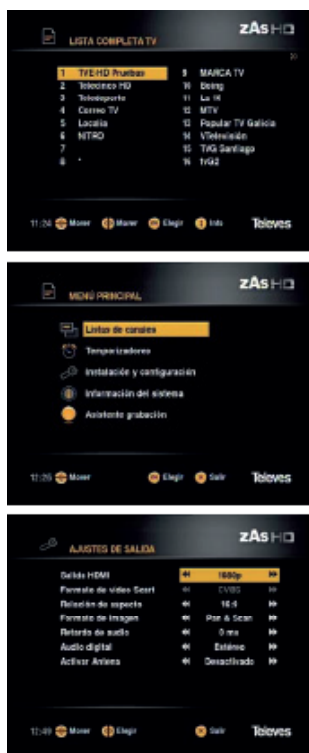 zAs HD
LISTA COMPLETA TV
1 TVE-HD Pruebas
2 Telecinco HD
3 Teledeporte
4 Correo TV
5 Localia
6 NITRO
7
8 .
9 MARCA TV
10 Boing
11 La 10
12 MTV
13 Popular TV Galicia
14 VTelevisión
15 TVG Santiago
16 tvG2
11:24 Mover Mover Elegir Info Televes
zAs HD
MENÚ PRINCIPAL
Listas de canales
Temporizadores
Instalación y configuración
Información del sistema
Asistente grabación
12:26 Mover Elegir Salir Televes
zAs HD
AJUSTES DE SALIDA
Salida HDMI 1080p
Formato de vídeo Scart CVBS
Relación de aspecto 16:9
Formato de imagen Pan & Scan
Retardo de audio 0 ms
Audio digital Estéreo
Activar Antena Desactivado
12:49 Mover Elegir Salir Televes